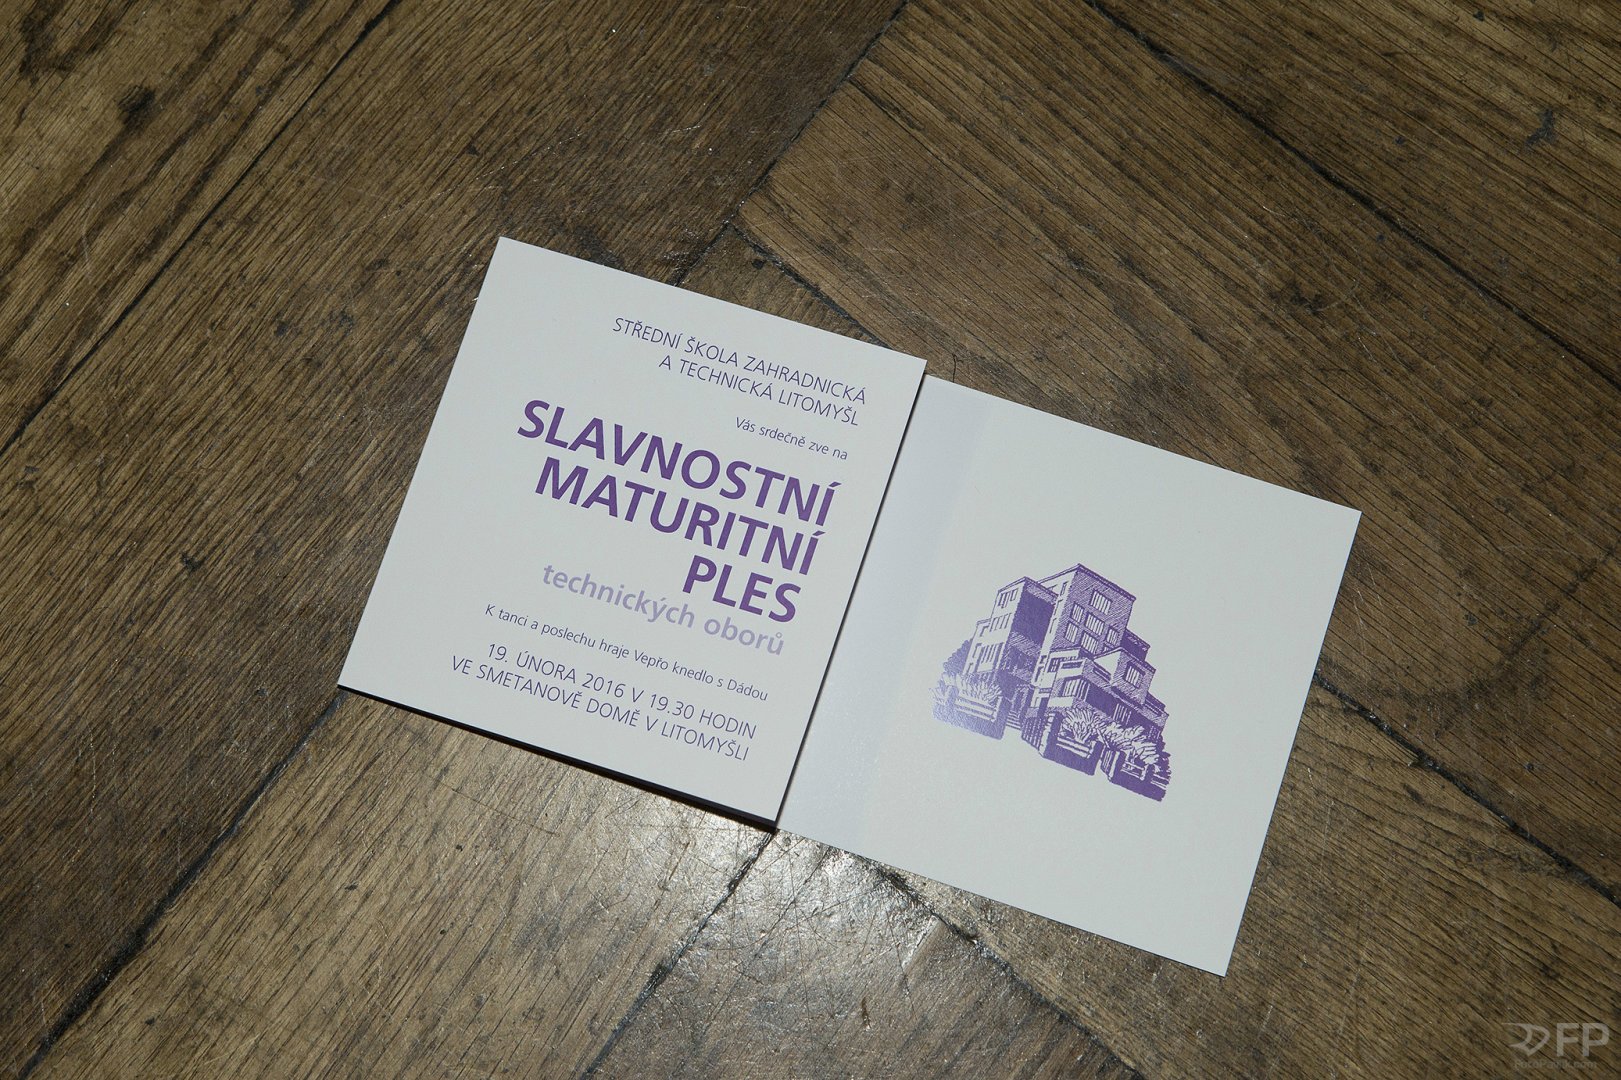 STŘEDNÍ ŠKOLA ZAHRADNICKÁ
A TECHNICKÁ LITOMYŠL
Vás srdečně zve na
SLAVNOSTNÍ
MATURITNÍ
PLES
technických oborů
K tanci a poslechu hraje Vepřo knedlo s Dádou
19. ÚNORA 2016 V 19.30 HODIN
VE SMETANOVĚ DOMĚ V LITOMYŠLI
FP